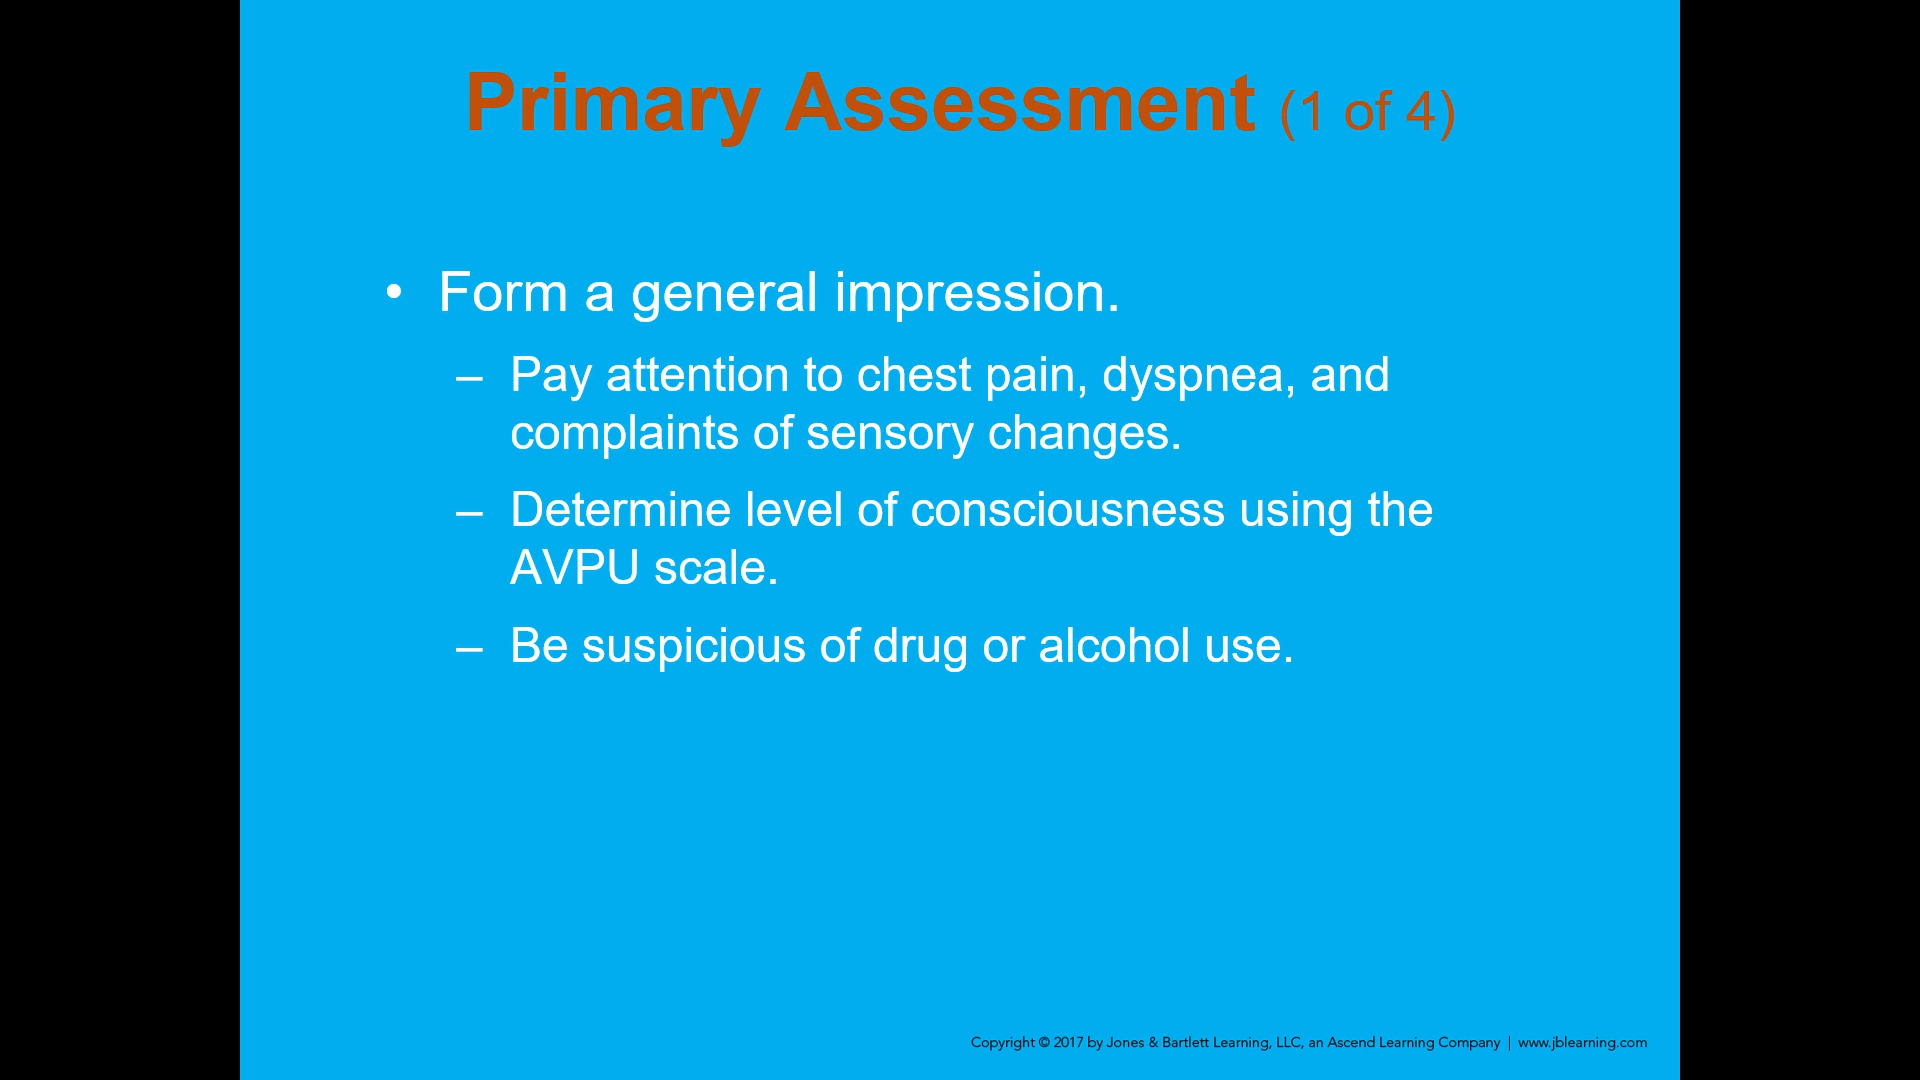 Primary Assessment (1 of 4)
• Form a general impression.
– Pay attention to chest pain, dyspnea, and
complaints of sensory changes.
– Determine level of consciousness using the
AVPU scale.
– Be suspicious of drug or alcohol use.
Copyright © 2017 by Jones & Bartlett Learning, LLC, an Ascend Learning Company | www.jblearning.com